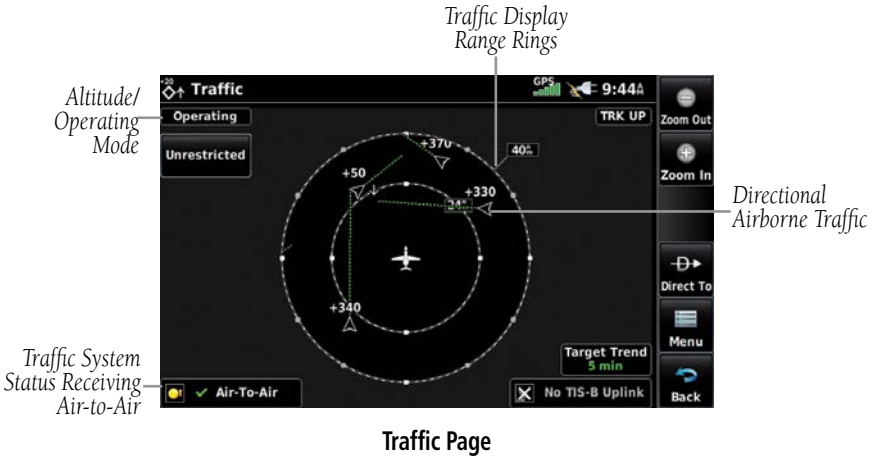 Traffic Display
Range Rings
Altitude/
Operating
Mode
+20
Traffic
GPS
9:44
Operating
TRK UP
Zoom Out
Unrestricted
+370
40
Zoom In
+50
+330
24
Directional
Airborne Traffic
Direct To
+340
Menu
Target Trend
5 min
Traffic System
Status Receiving
Air-to-Air
Air-To-Air
No TIS-B Uplink
Back
Traffic Page